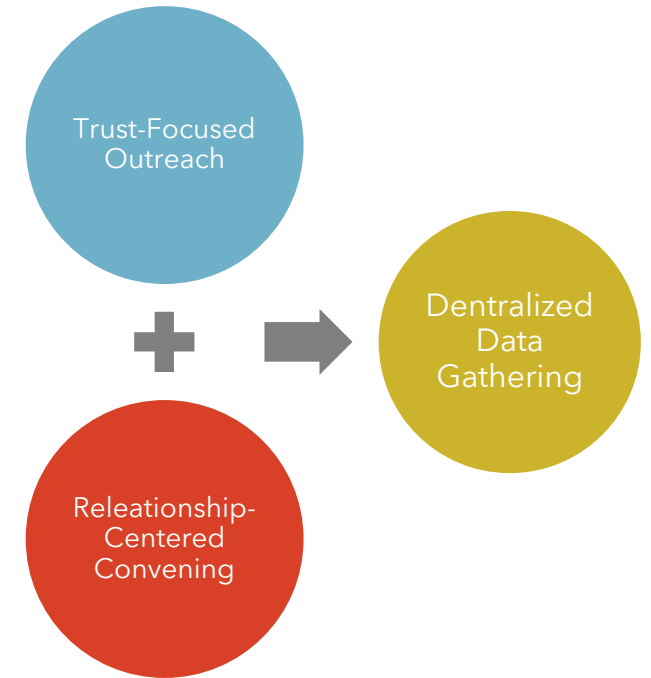 Trust-Focused
Outreach
Releationship-
Centered
Convening
Dentralized
Data
Gathering